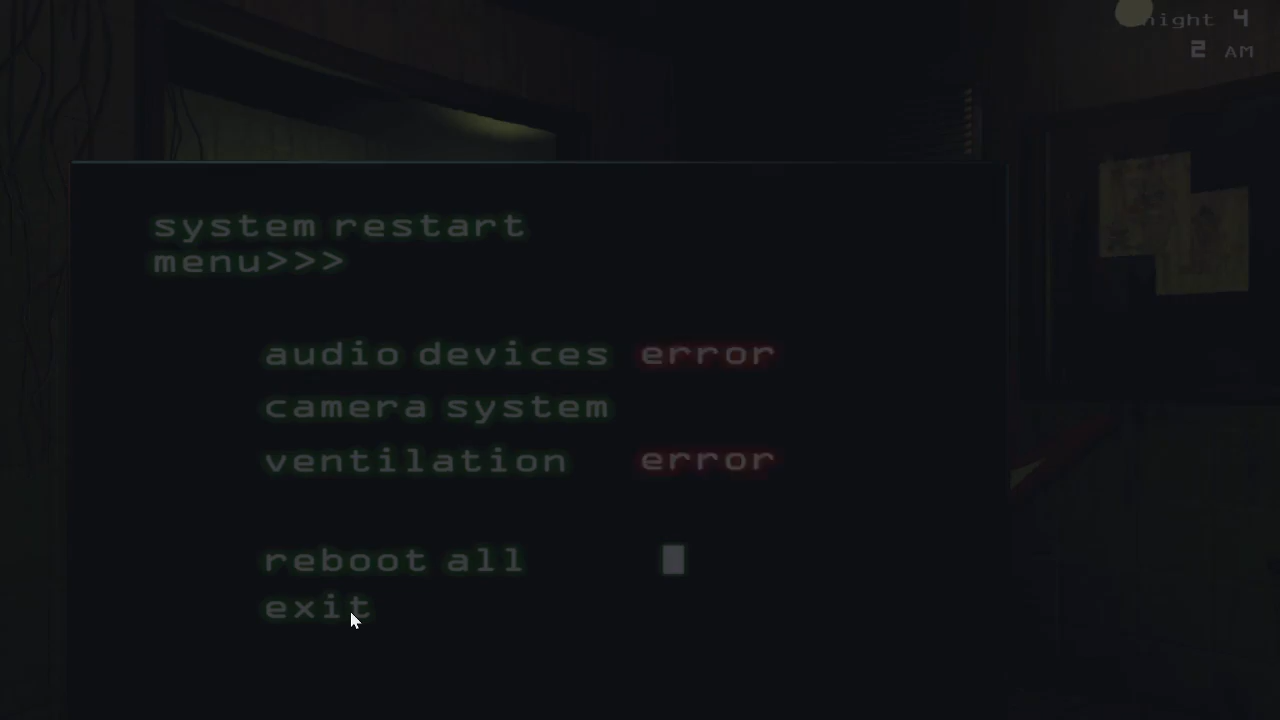 night 4
2 AM
system restart
menu>>>
audio devices error
camera system
ventilation error
reboot all
exit